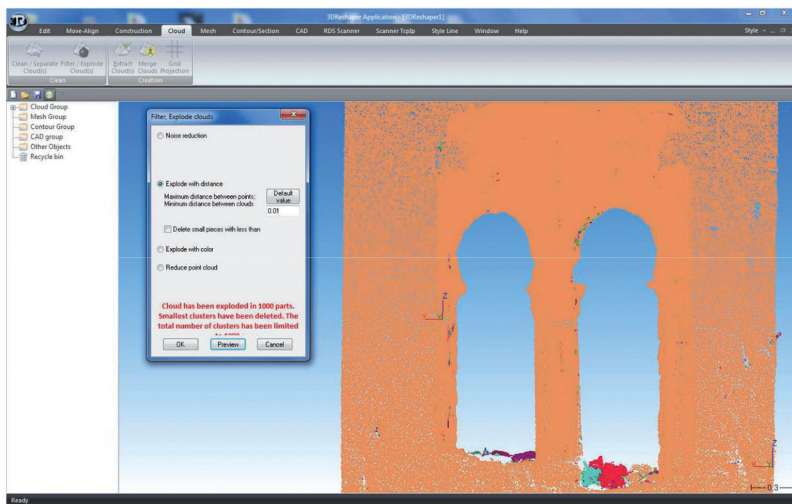 3DReshaper Application - [3DReshaper1]
3R
Edit Move-Align Construction Cloud Mesh Contour/Section CAD RDS Scanner Scanner Tcplp Style Line Window Help Style
Clean / Separate Cloud(s)
Filter / Explode Cloud(s)
Extract Cloud(s)
Merge Clouds
Grid Projection
Clean Creation
Cloud Group
Mesh Group
Contour Group
CAD group
Other Objects
Recycle bin
Filter, Explode clouds
Noise reduction
Explode with distance
Maximum distance between points;
Minimum distance between clouds
Default value
0.01
Delete small pieces with less than
Explode with color
Reduce point cloud
Cloud has been exploded in 1000 parts.
Smallest clusters have been deleted. The
total number of clusters has been limited
to 1000
OK Preview Cancel
Z
Z
0.3
Ready